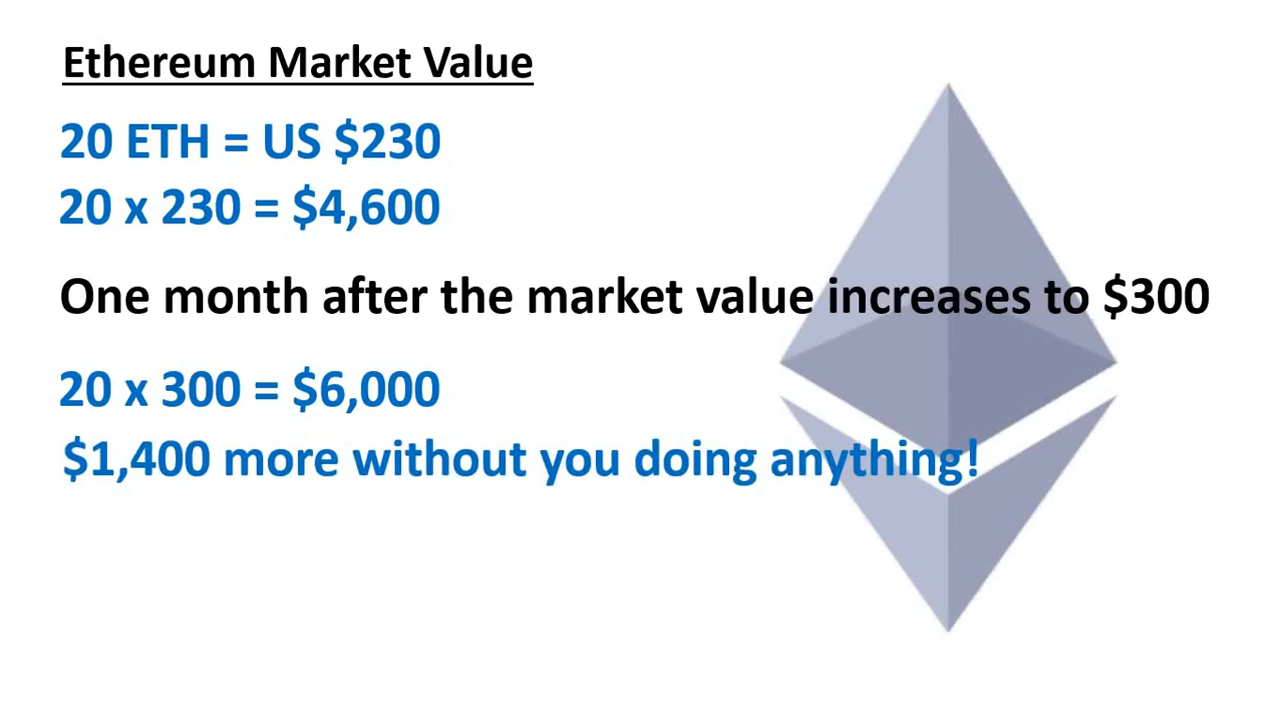 Ethereum Market Value
20 ETH = US $230
20 x 230 = $4,600
One month after the market value increases to $300
20 x 300 = $6,000
$1,400 more without you doing anything!